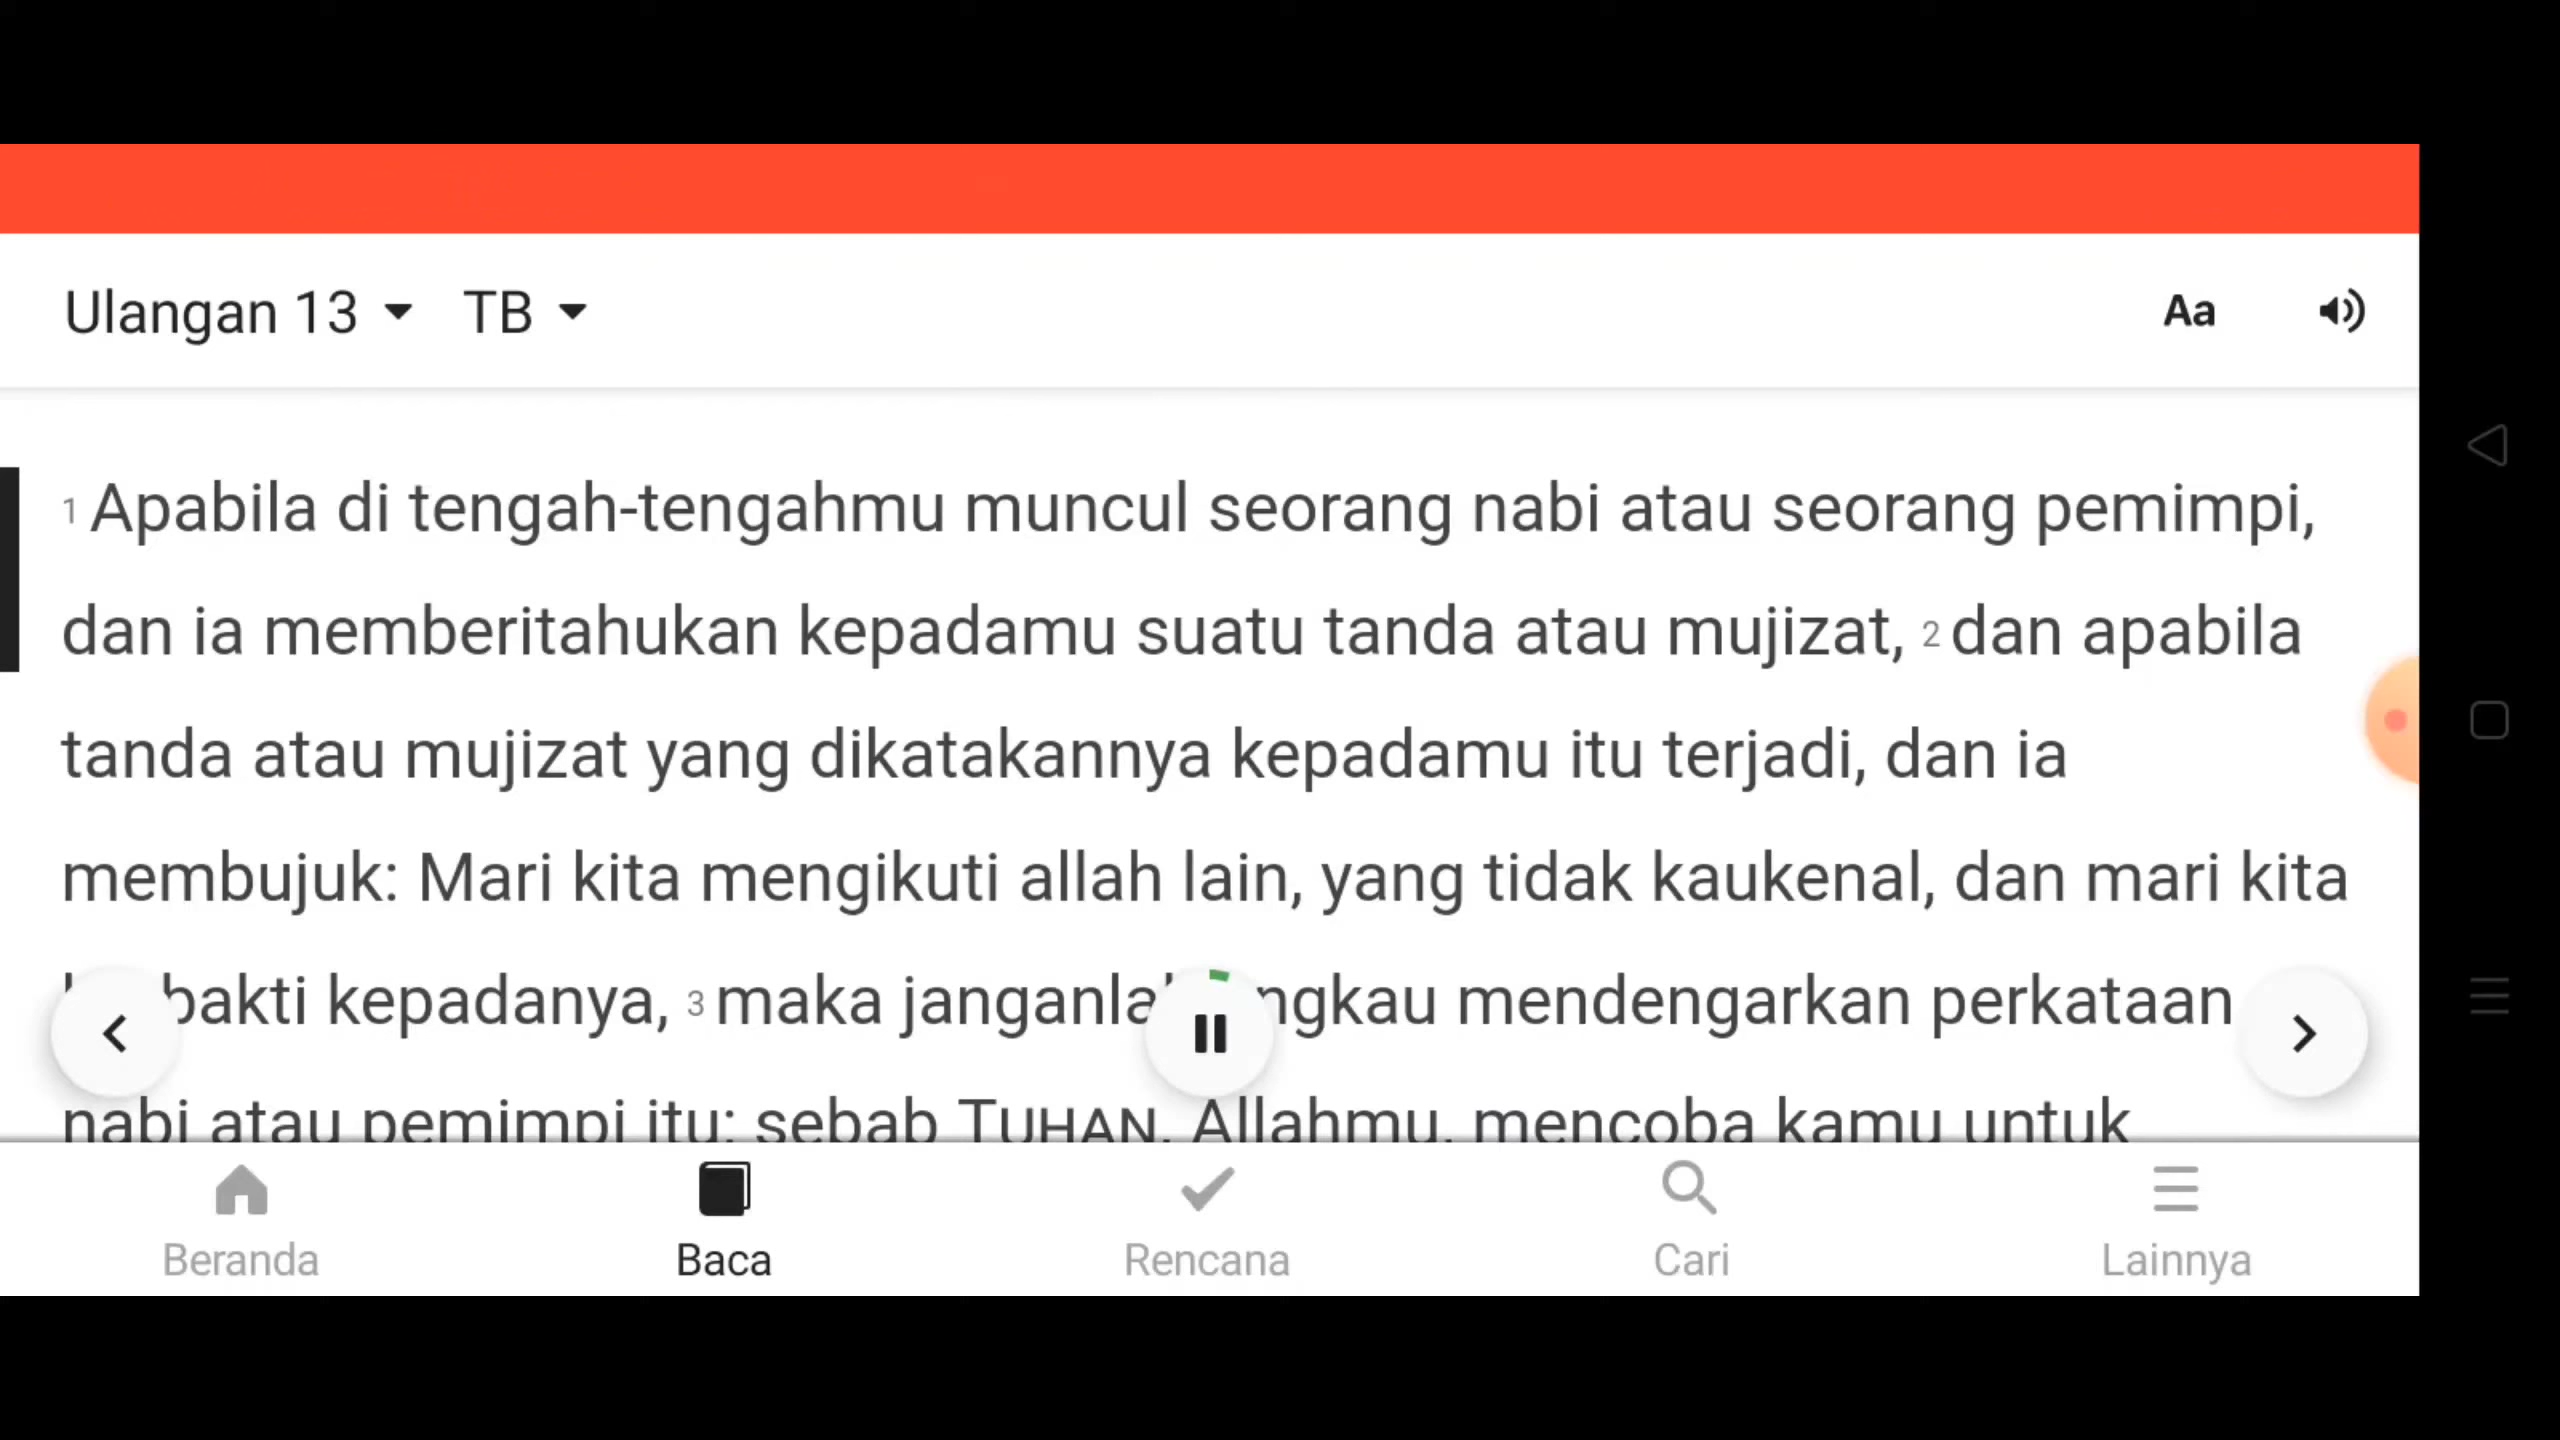 Ulangan 13 TB Aa
1 Apabila di tengah-tengahmu muncul seorang nabi atau seorang pemimpi,
dan ia memberitahukan kepadamu suatu tanda atau mujizat, 2 dan apabila
tanda atau mujizat yang dikatakannya kepadamu itu terjadi, dan ia
membujuk: Mari kita mengikuti allah lain, yang tidak kaukenal, dan mari kita
bakti kepadanya, 3 maka janganla ngkau mendengarkan perkataan
nabi atau pemimpi itu; sebab TUHAN, Allahmu, mencoba kamu untuk
Beranda Baca Rencana Cari Lainnya